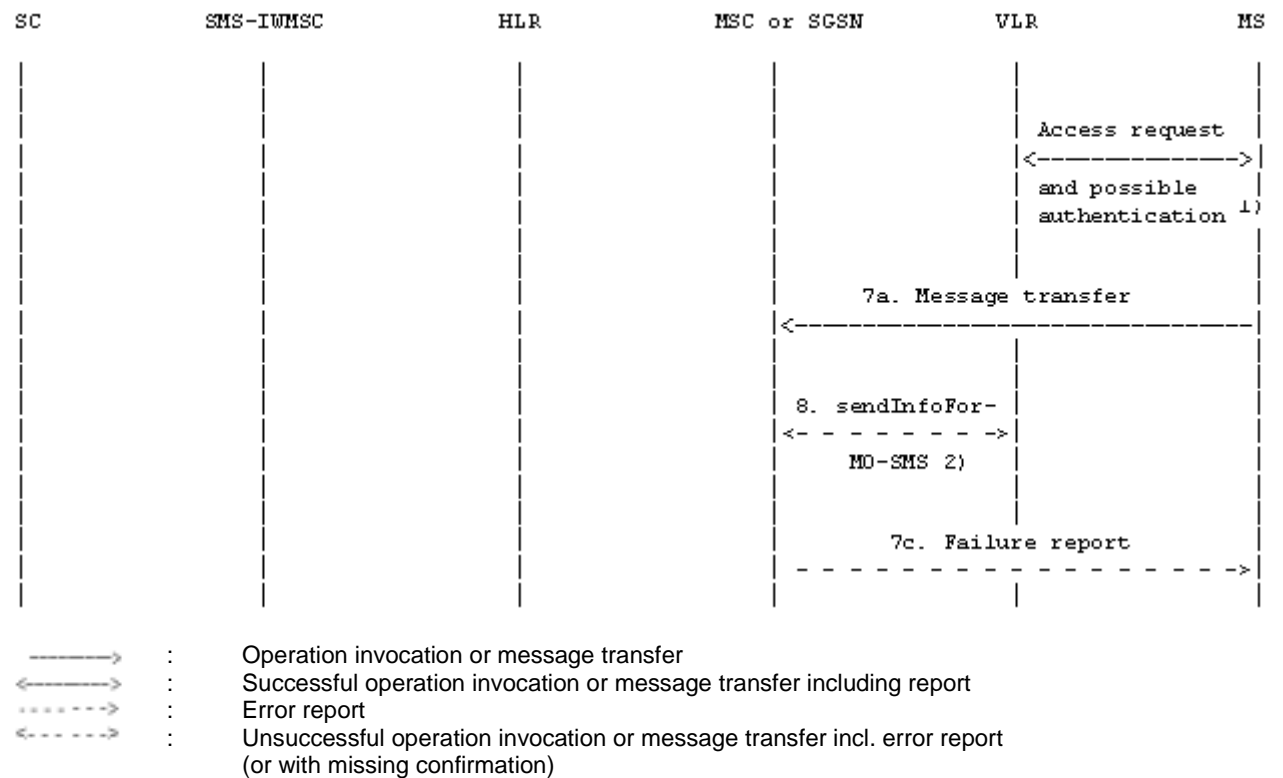 SC SMS-IWMSC HLR MSC or SGSN VLR MS
Access request
and possible
authentication 1)
7a. Message transfer
8. sendInfoFor-
MO-SMS 2)
7c. Failure report
: Operation invocation or message transfer
: Successful operation invocation or message transfer including report
: Error report
: Unsuccessful operation invocation or message transfer incl. error report
(or with missing confirmation)